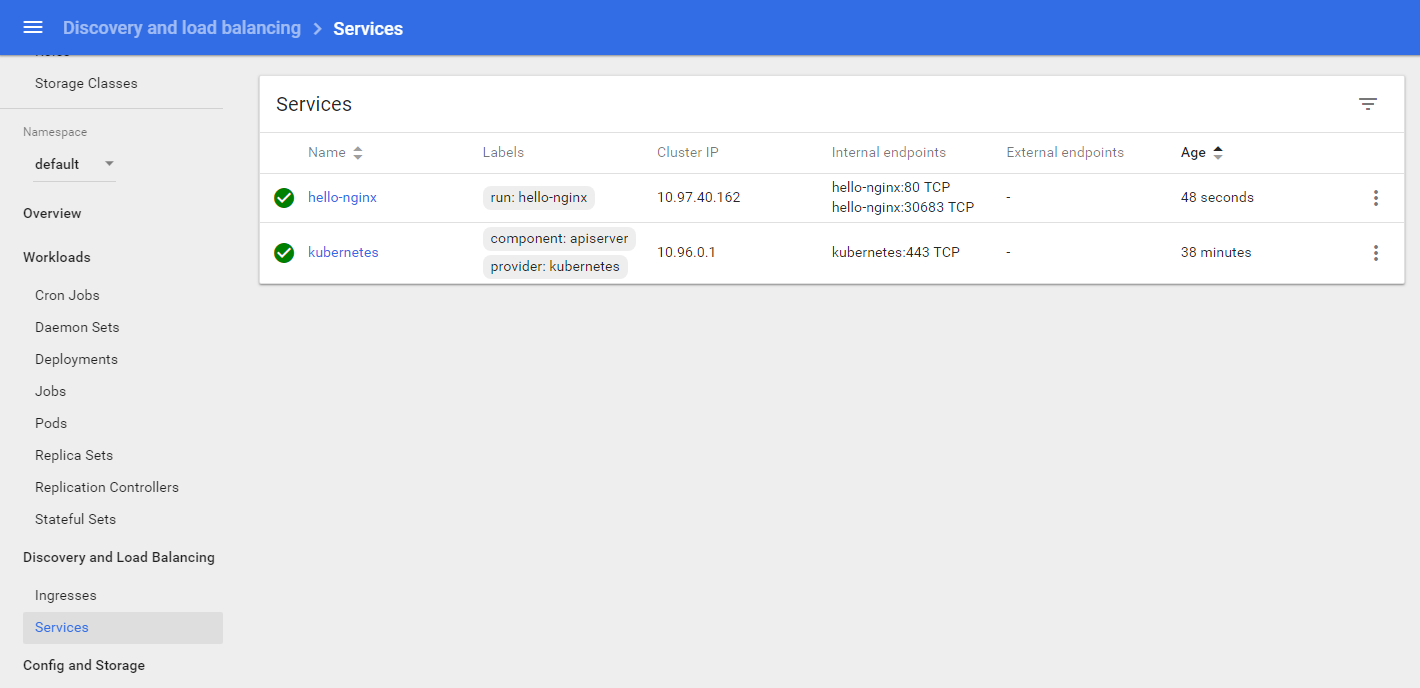 Discovery and load balancing > Services
Storage Classes
Namespace
default
Overview
Workloads
Cron Jobs
Daemon Sets
Deployments
Jobs
Pods
Replica Sets
Replication Controllers
Stateful Sets
Discovery and Load Balancing
Ingresses
Services
Config and Storage
Services
Name Labels Cluster IP Internal endpoints External endpoints Age
hello-nginx run: hello-nginx 10.97.40.162 hello-nginx:80 TCP - 48 seconds
hello-nginx:30683 TCP
kubernetes component: apiserver 10.96.0.1 kubernetes:443 TCP - 38 minutes
provider: kubernetes